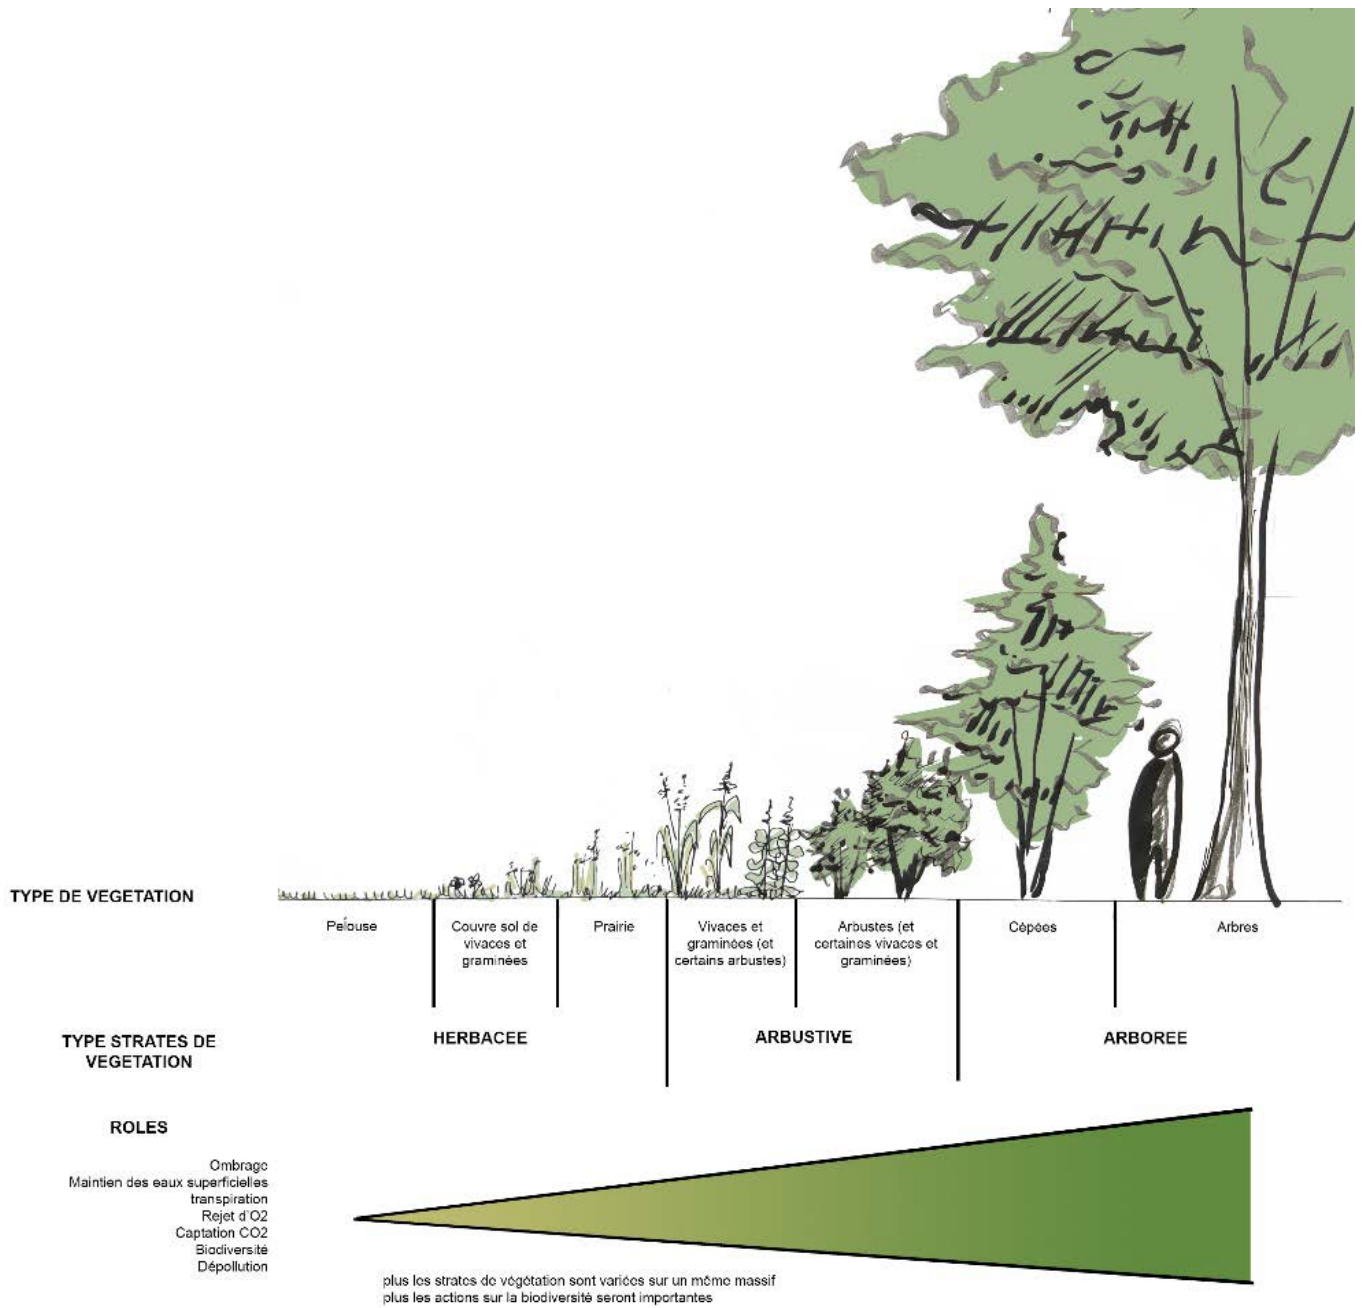 TYPE DE VEGETATION
Pelouse
Couvre sol de
vivaces et
graminées
Prairie
Vivaces et
graminées (et
certains arbustes)
Arbustes (et
certaines vivaces et
graminées)
Cépées
Arbres
TYPE STRATES DE
VEGETATION
HERBACEE
ARBUSTIVE
ARBOREE
ROLES
Ombrage
Maintien des eaux superficielles
transpiration
Rejet d'O2
Captation CO2
Biodiversité
Dépollution
plus les strates de végétation sont variées sur un même massif
plus les actions sur la biodiversité seront importantes